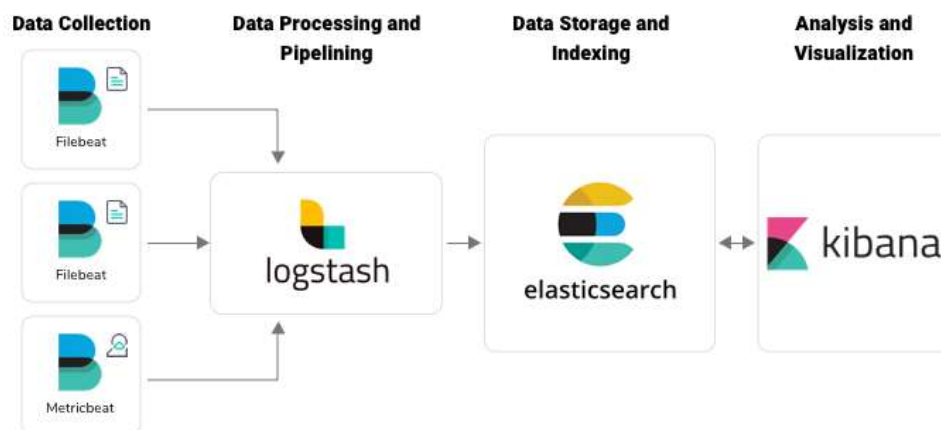 Data Collection
Data Processing and
Pipelining
Data Storage and
Indexing
Analysis and
Visualization
Filebeat
Filebeat
Metricbeat
logstash
elasticsearch
kibana